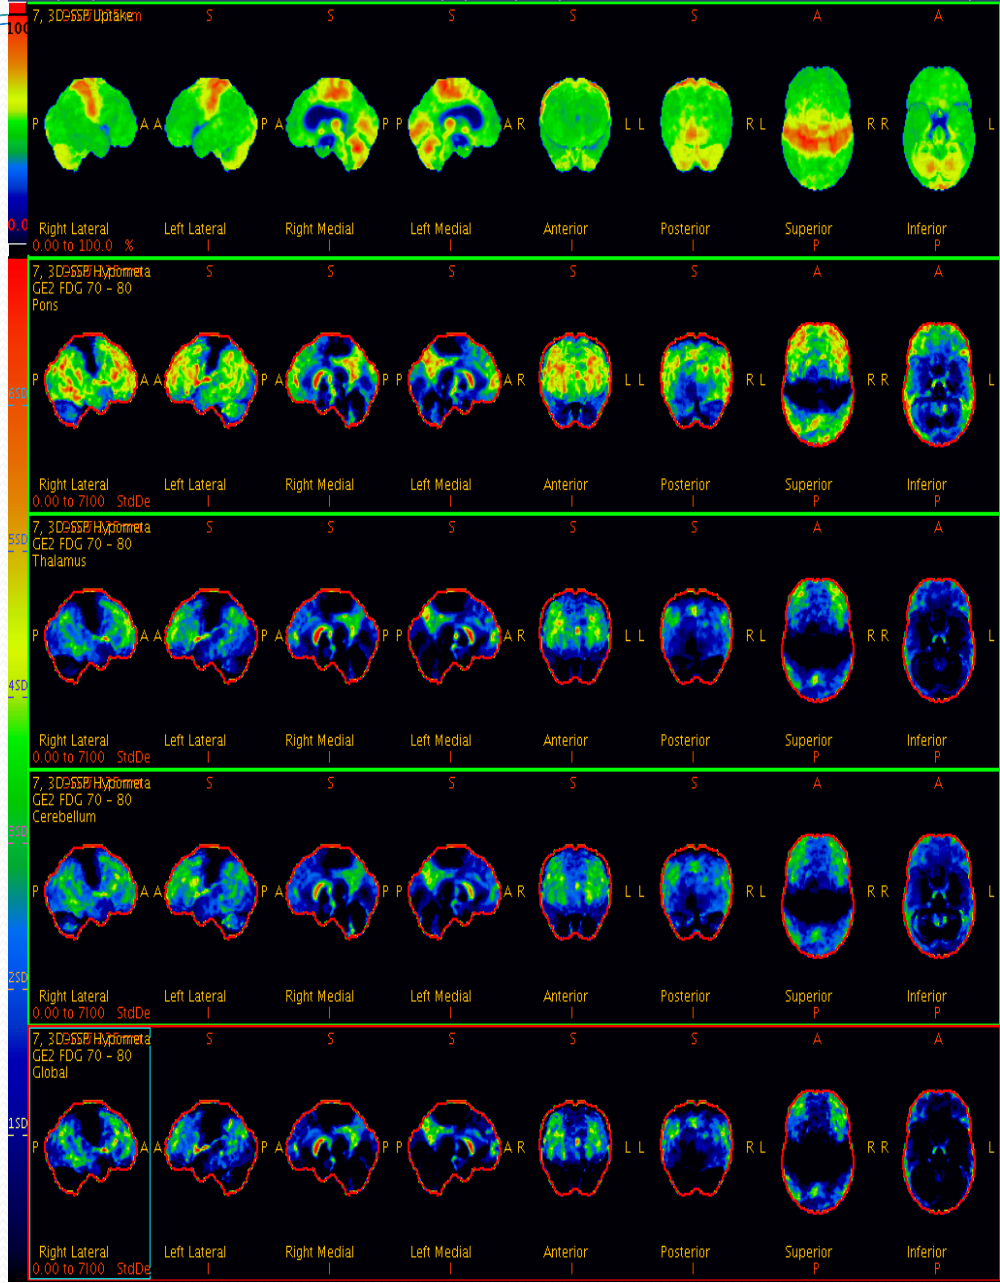 7, 3D-SSP Uptake
S S S S S A A
100
P A A P A P P A R L L R L R R L
0.0
Right Lateral Left Lateral Right Medial Left Medial Anterior Posterior Superior Inferior
0.00 to 100.0 % I I I I I P P
7, 3D-SSP Hypometa S S S S S A A
GE2 FDG 70 - 80
Pons
P A A P A P P A R L L R L R R L
Right Lateral Left Lateral Right Medial Left Medial Anterior Posterior Superior Inferior
0.00 to 7.00 StdDe I I I I I P P
7, 3D-SSP Hypometa S S S S S A A
GE2 FDG 70 - 80
5SD
Thalamus
P A A P A P P A R L L R L R R L
4SD
Right Lateral Left Lateral Right Medial Left Medial Anterior Posterior Superior Inferior
0.00 to 7.00 StdDe I I I I I P P
7, 3D-SSP Hypometa S S S S S A A
GE2 FDG 70 - 80
Cerebellum
3SD
P A A P A P P A R L L R L R R L
2SD
Right Lateral Left Lateral Right Medial Left Medial Anterior Posterior Superior Inferior
0.00 to 7.00 StdDe I I I I I P P
7, 3D-SSP Hypometa S S S S S A A
GE2 FDG 70 - 80
Global
1SD
P A A P A P P A R L L R L R R L
Right Lateral Left Lateral Right Medial Left Medial Anterior Posterior Superior Inferior
0.00 to 7.00 StdDe I I I I I P P